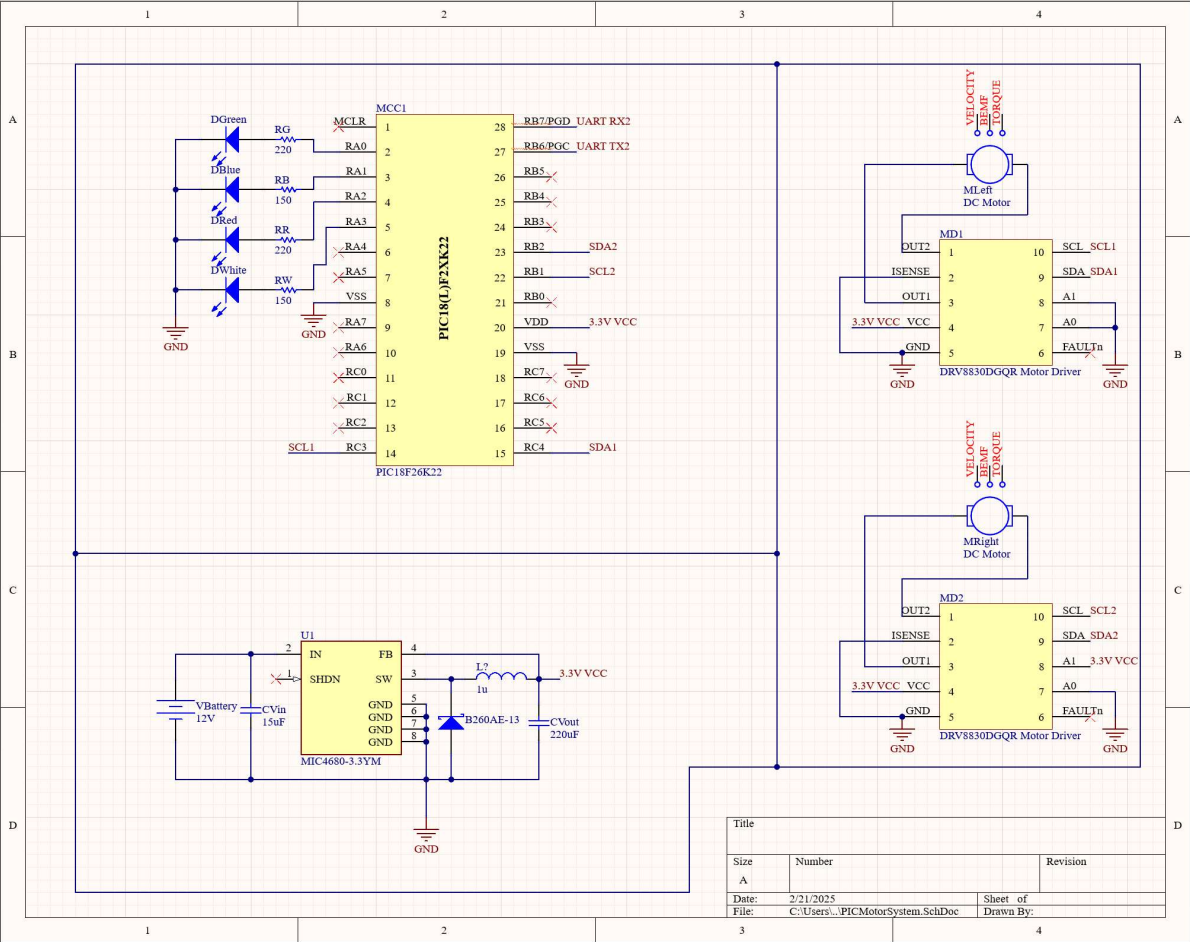 1 2 3 4
A
B
C
D
A
B
C
D
1 2 3 4
MCC1
DGreen
RG
220
DBlue
RB
150
DRed
RR
220
DWhite
RW
150
GND
MCLR 1
RA0 2
RA1 3
RA2 4
RA3 5
RA4 6
RA5 7
VSS 8
GND
RA7 9
RA6 10
RC0 11
RC1 12
RC2 13
SCL1 RC3 14
PIC18(L)F2XK22
28 RB7/PGD UART RX2
27 RB6/PGC UART TX2
26 RB5
25 RB4
24 RB3
23 RB2 SDA2
22 RB1 SCL2
21 RB0
20 VDD 3.3V VCC
19 VSS
GND
18 RC7
17 RC6
16 RC5
15 RC4 SDA1
PIC18F26K22
VELOCITY
BEMF
TORQUE
MLeft
DC Motor
MD1
OUT2 1 10 SCL SCL1
ISENSE 2 9 SDA SDA1
OUT1 3 8 A1
3.3V VCC VCC 4 7 A0
GND 5 6 FAULTn
GND
GND
DRV8830DGQR Motor Driver
VELOCITY
BEMF
TORQUE
MRight
DC Motor
MD2
OUT2 1 10 SCL SCL2
ISENSE 2 9 SDA SDA2
OUT1 3 8 A1 3.3V VCC
3.3V VCC VCC 4 7 A0
GND 5 6 FAULTn
GND
GND
DRV8830DGQR Motor Driver
U1
2 IN FB 4
1 SHDN SW 3
GND 5
GND 6
GND 7
GND 8
MIC4680-3.3YM
VBattery
12V
CVin
15uF
L?
1u
3.3V VCC
B260AE-13
CVout
220uF
GND
Title
Size Number Revision
A
Date: 2/21/2025 Sheet of
File: C:\Users\..\PICMotorSystem.SchDoc Drawn By: